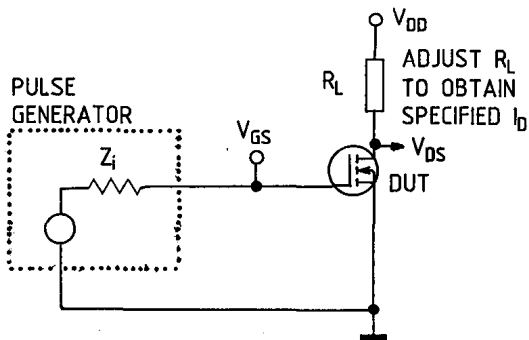 V_DD
R_L
ADJUST R_L
TO OBTAIN
SPECIFIED I_D
PULSE
GENERATOR
Z_i
V_GS
V_DS
DUT